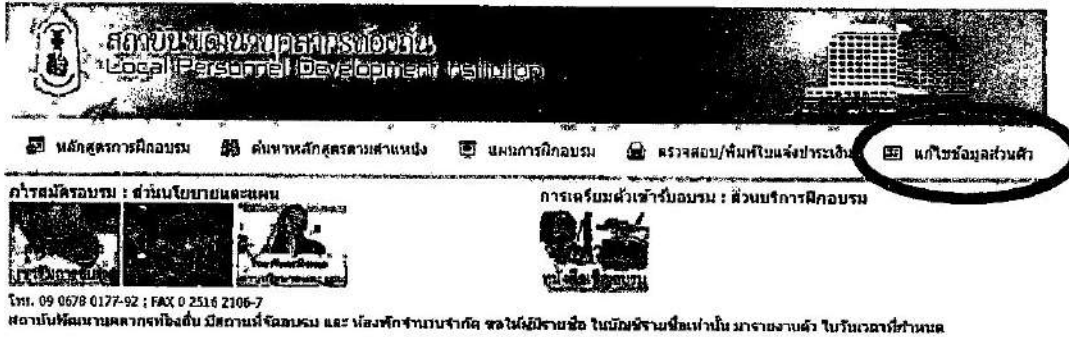 สถาบันพัฒนาบุคลากรท้องถิ่น
Local Personnel Development Institution
หลักสูตรการฝึกอบรม ค้นหาหลักสูตรตามตำแหน่ง แผนการฝึกอบรม ตรวจสอบ/พิมพ์ใบแจ้งชำระเงิน แก้ไขข้อมูลส่วนตัว
การสมัครอบรม : ส่วนนโยบายและแผน การเตรียมตัวเข้ารับอบรม : ส่วนบริการฝึกอบรม
โทร. 09 0678 0177-92 ; FAX 0 2516 2106-7
สถาบันพัฒนาบุคลากรท้องถิ่น มีสถานที่จัดอบรม และ ห้องพักจำนวนจำกัด ขอให้ผู้มีรายชื่อ ในบัญชีรายชื่อเท่านั้น มารายงานตัว ในวันเวลาที่กำหนด